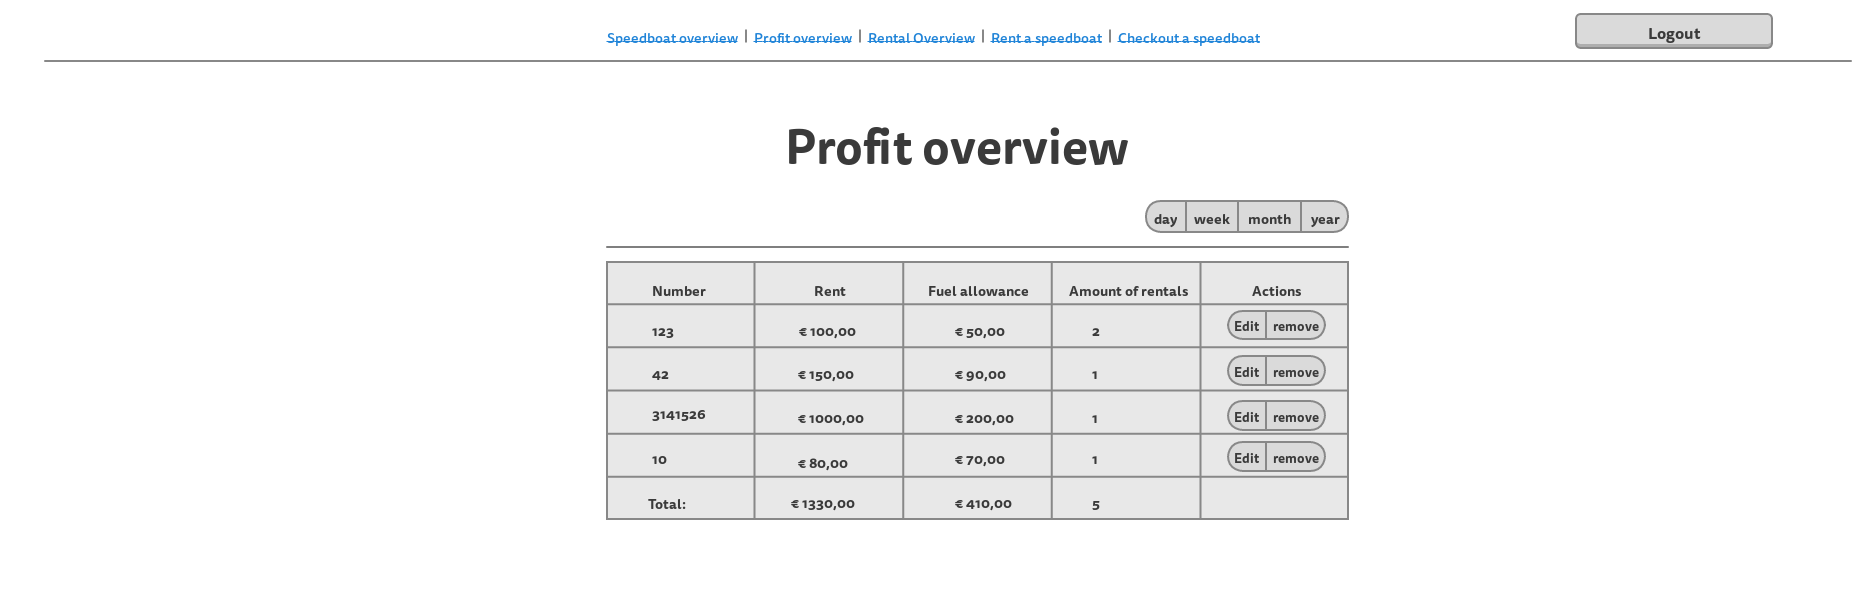 Speedboat overview | Profit overview | Rental Overview | Rent a speedboat | Checkout a speedboat
Logout
Profit overview
day week month year
Number Rent Fuel allowance Amount of rentals Actions
123 € 100,00 € 50,00 2 Edit remove
42 € 150,00 € 90,00 1 Edit remove
3141526 € 1000,00 € 200,00 1 Edit remove
10 € 80,00 € 70,00 1 Edit remove
Total: € 1330,00 € 410,00 5